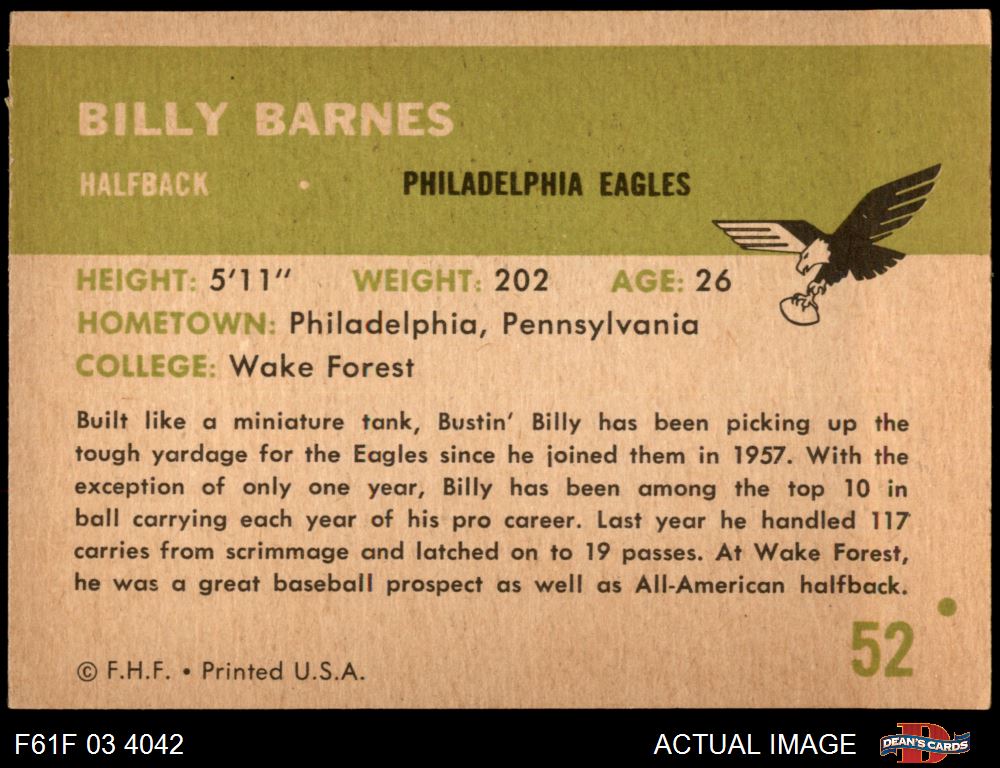 BILLY BARNES
HALFBACK • PHILADELPHIA EAGLES
HEIGHT: 5'11" WEIGHT: 202 AGE: 26
HOMETOWN: Philadelphia, Pennsylvania
COLLEGE: Wake Forest
Built like a miniature tank, Bustin' Billy has been picking up the
tough yardage for the Eagles since he joined them in 1957. With the
exception of only one year, Billy has been among the top 10 in
ball carrying each year of his pro career. Last year he handled 117
carries from scrimmage and latched on to 19 passes. At Wake Forest,
he was a great baseball prospect as well as All-American halfback.
52
© F.H.F. • Printed U.S.A.
F61F 03 4042
ACTUAL IMAGE
D
DEAN'S CARDS